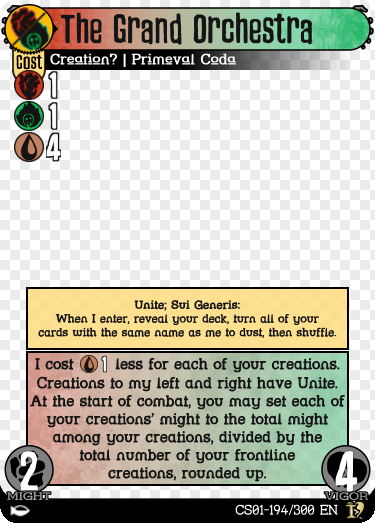 The Grand Orchestra
Cost
Creation? | Primeval Coda
1
1
4
Unite; Sui Generis:
When I enter, reveal your deck, turn all of your
cards with the same name as me to dust, then shuffle.
I cost 1 less for each of your creations.
Creations to my left and right have Unite.
At the start of combat, you may set each of
your creations' might to the total might
among your creations, divided by the
total number of your frontline
creations, rounded up.
2
MIGHT
4
VIGOR
CS01-194/300 EN